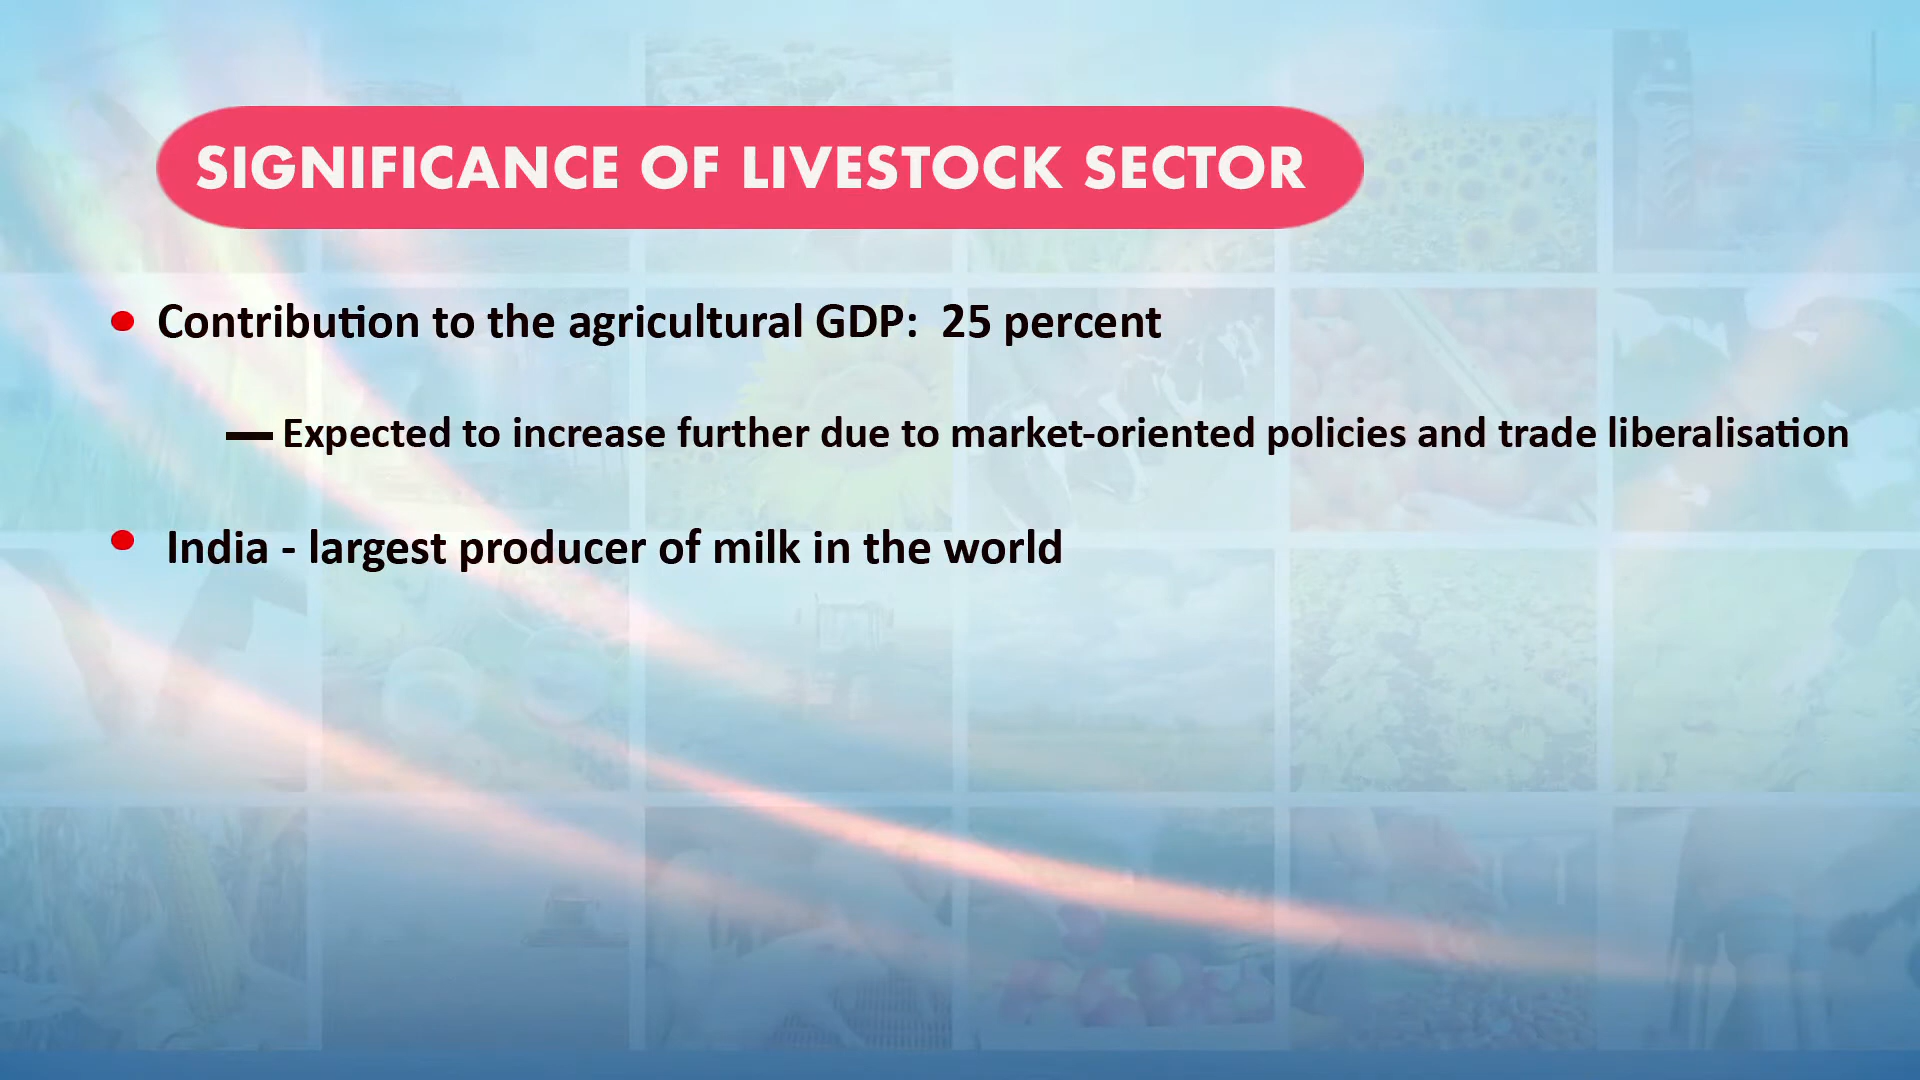 SIGNIFICANCE OF LIVESTOCK SECTOR
• Contribution to the agricultural GDP: 25 percent
— Expected to increase further due to market-oriented policies and trade liberalisation
• India - largest producer of milk in the world